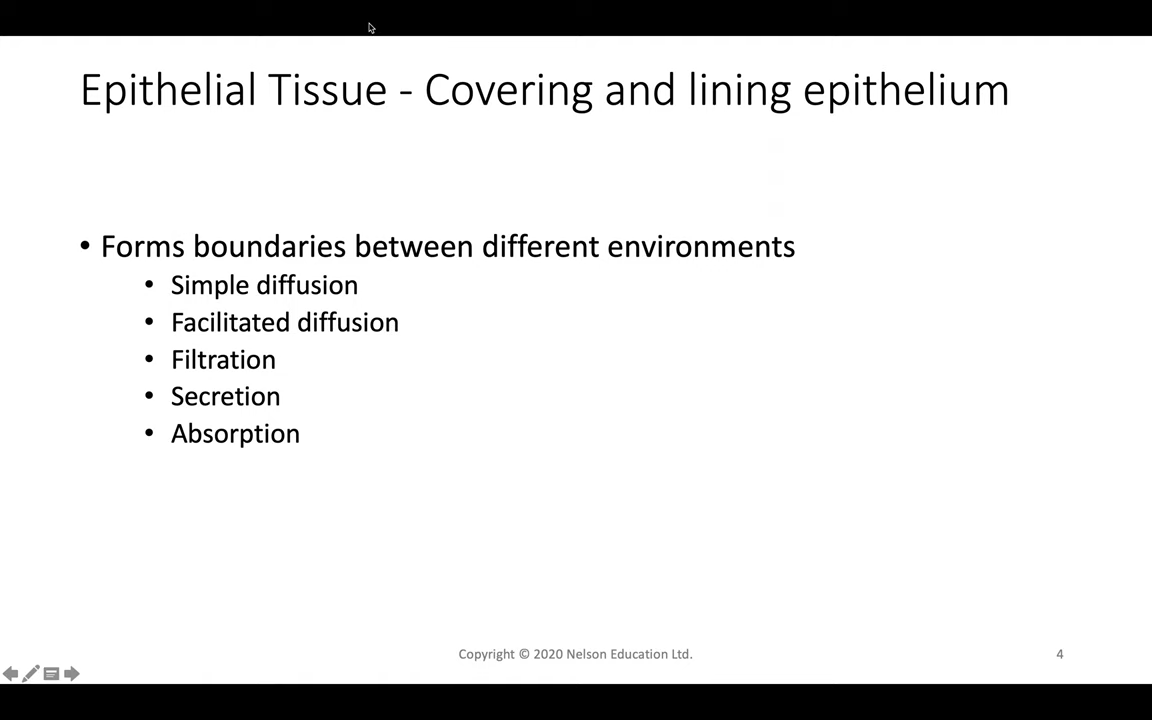 Epithelial Tissue - Covering and lining epithelium
• Forms boundaries between different environments
• Simple diffusion
• Facilitated diffusion
• Filtration
• Secretion
• Absorption
Copyright © 2020 Nelson Education Ltd.
4